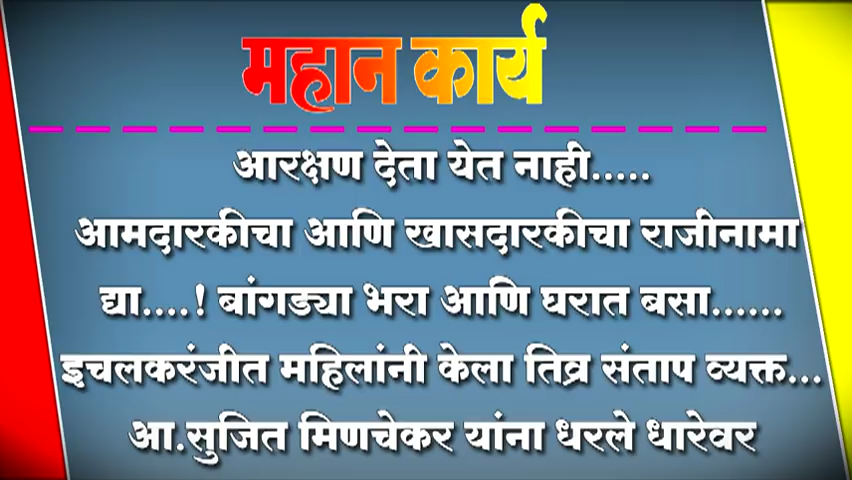 महान कार्य
आरक्षण देता येत नाही.....
आमदारकीचा आणि खासदारकीचा राजीनामा
द्या....! बांगड्या भरा आणि घरात बसा......
इचलकरंजीत महिलांनी केला तिव्र संताप व्यक्त...
आ.सुजित मिणचेकर यांना धरले धारेवर